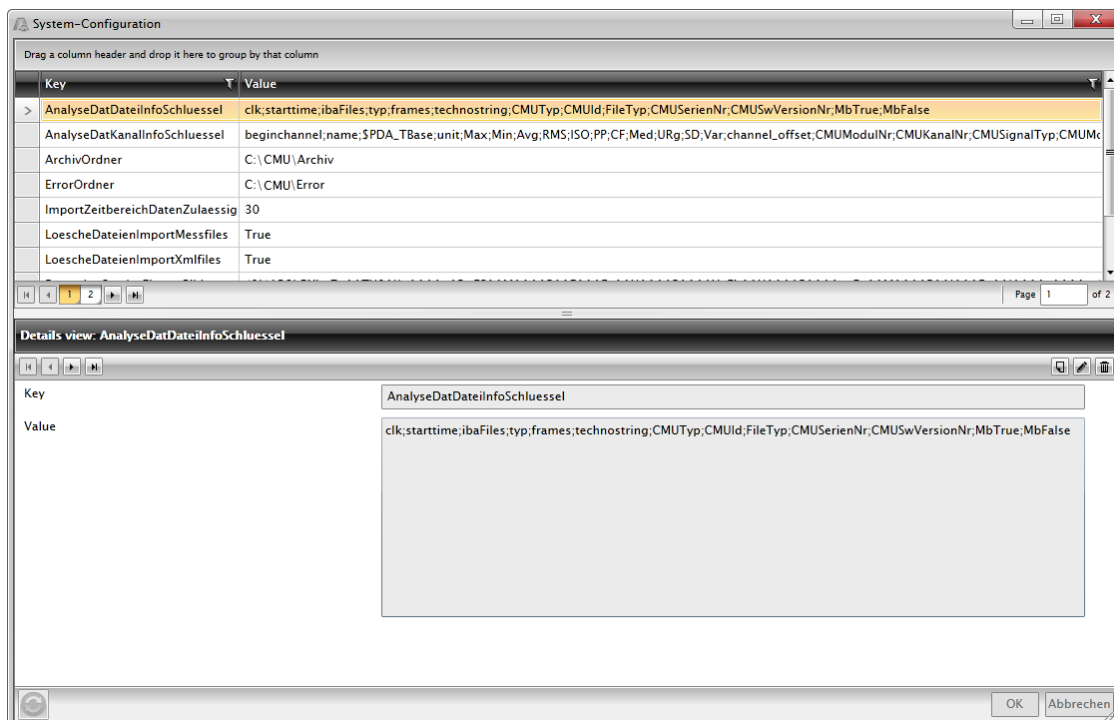 System-Configuration
Drag a column header and drop it here to group by that column
Key Value
AnalyseDatDateiInfoSchluessel clk;starttime;ibaFiles;typ;frames;technostring;CMUTyp;CMUId;FileTyp;CMUSerienNr;CMUSwVersionNr;MbTrue;MbFalse
AnalyseDatKanalInfoSchluessel beginchannel;name;$PDA_TBase;unit;Max;Min;Avg;RMS;ISO;PP;CF;Med;URg;SD;Var;channel_offset;CMUModulNr;CMUKanalNr;CMUSignalTyp;CMUMo
ArchivOrdner C:\CMU\Archiv
ErrorOrdner C:\CMU\Error
ImportZeitbereichDatenZulaessig 30
LoescheDateienImportMessfiles True
LoescheDateienImportXmlfiles True
1 2 Page 1 of 2
Details view: AnalyseDatDateiInfoSchluessel
Key AnalyseDatDateiInfoSchluessel
Value clk;starttime;ibaFiles;typ;frames;technostring;CMUTyp;CMUId;FileTyp;CMUSerienNr;CMUSwVersionNr;MbTrue;MbFalse
OK Abbrechen